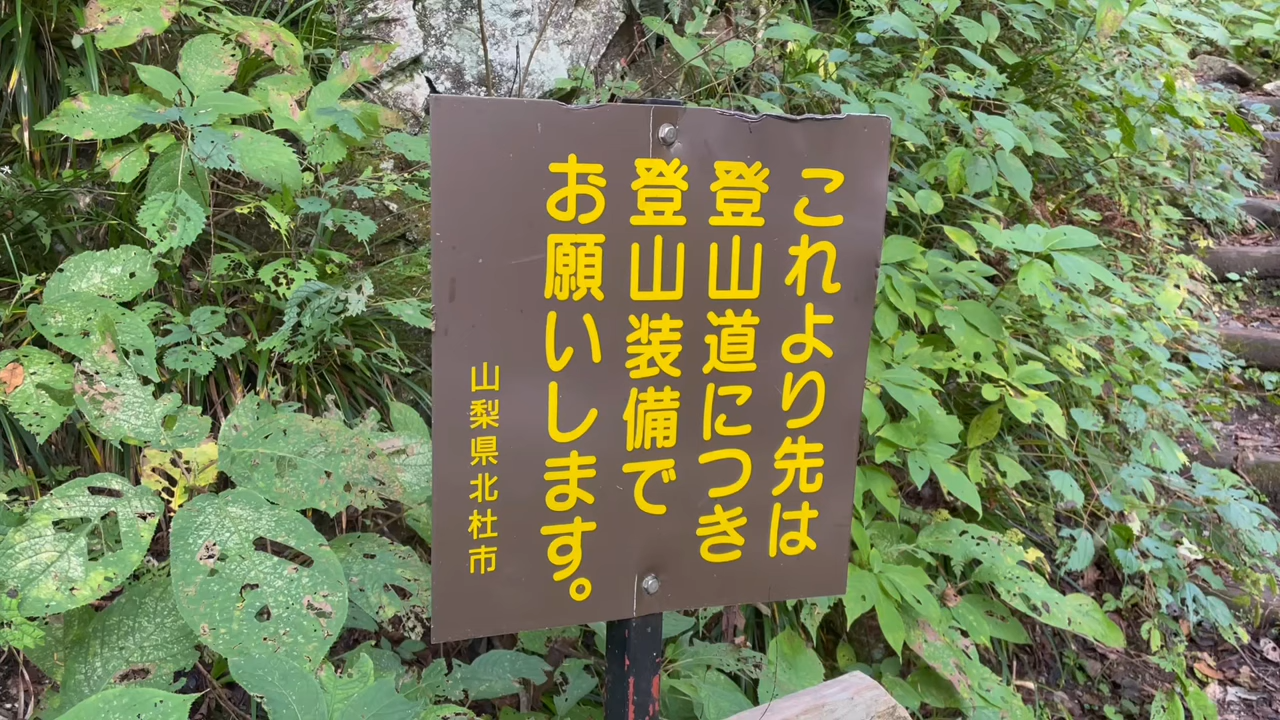 これより先は
登山道につき
登山装備で
お願いします。
山梨県北杜市